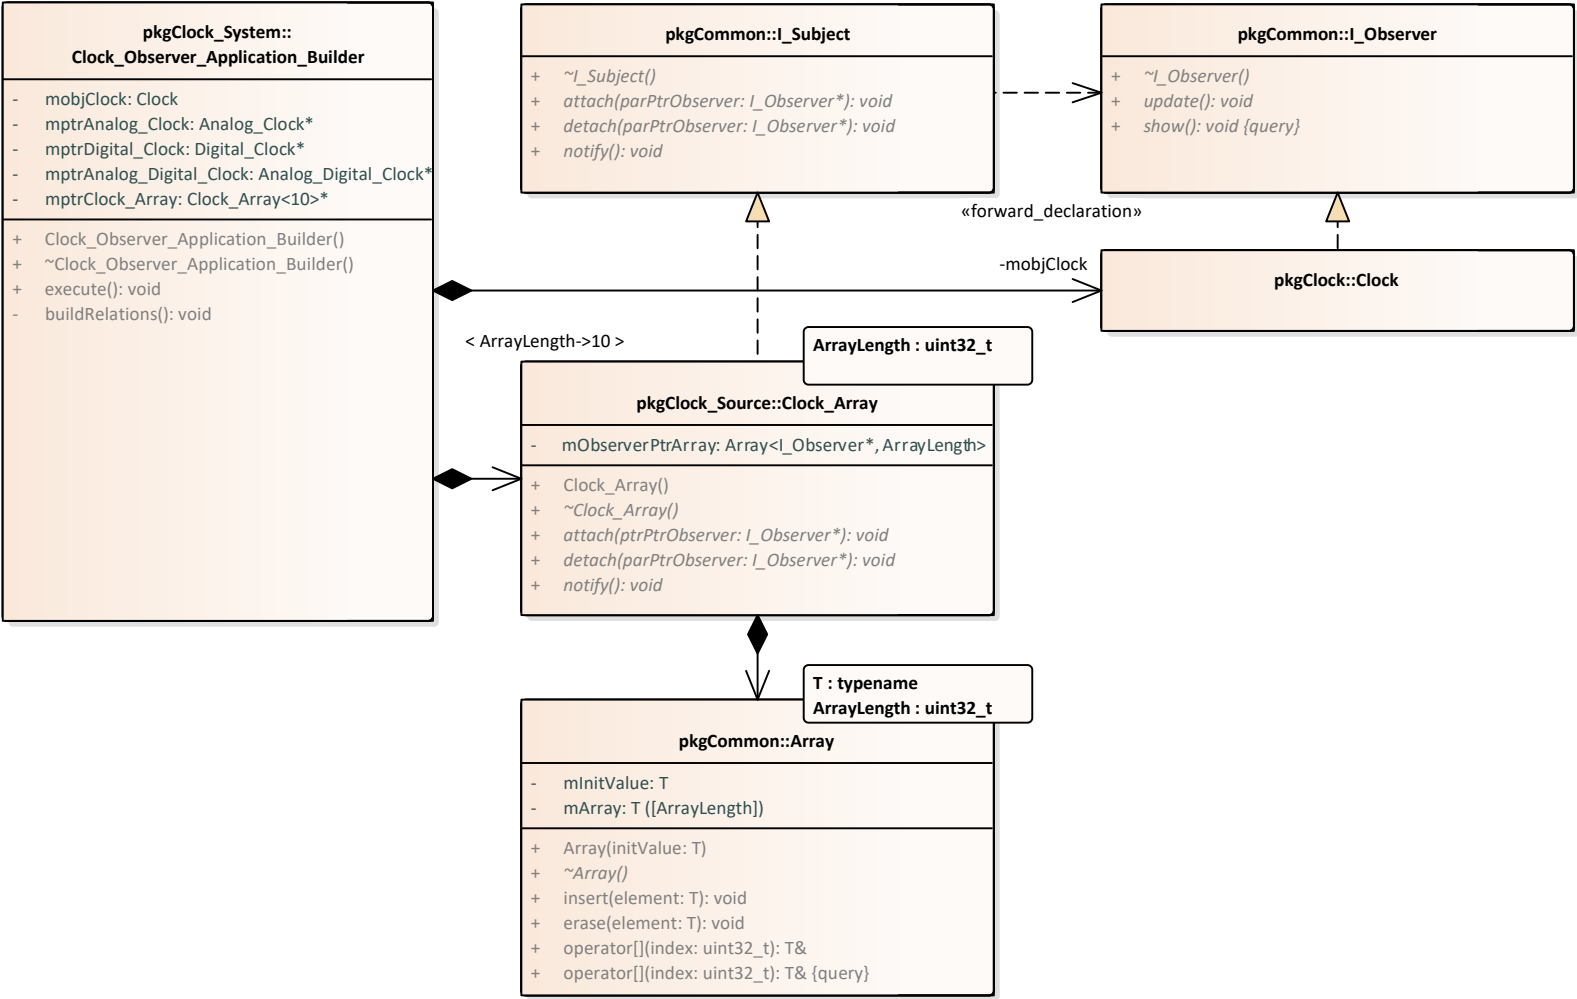 pkgClock_System::
Clock_Observer_Application_Builder
- mobjClock: Clock
- mptrAnalog_Clock: Analog_Clock*
- mptrDigital_Clock: Digital_Clock*
- mptrAnalog_Digital_Clock: Analog_Digital_Clock*
- mptrClock_Array: Clock_Array<10>*
+ Clock_Observer_Application_Builder()
+ ~Clock_Observer_Application_Builder()
+ execute(): void
- buildRelations(): void
pkgCommon::I_Subject
+ ~I_Subject()
+ attach(parPtrObserver: I_Observer*): void
+ detach(parPtrObserver: I_Observer*): void
+ notify(): void
pkgCommon::I_Observer
+ ~I_Observer()
+ update(): void
+ show(): void {query}
«forward_declaration»
-mobjClock
pkgClock::Clock
< ArrayLength->10 >
ArrayLength : uint32_t
pkgClock_Source::Clock_Array
- mObserverPtrArray: Array<I_Observer*, ArrayLength>
+ Clock_Array()
+ ~Clock_Array()
+ attach(ptrPtrObserver: I_Observer*): void
+ detach(parPtrObserver: I_Observer*): void
+ notify(): void
T : typename
ArrayLength : uint32_t
pkgCommon::Array
- mInitValue: T
- mArray: T ([ArrayLength])
+ Array(initValue: T)
+ ~Array()
+ insert(element: T): void
+ erase(element: T): void
+ operator[](index: uint32_t): T&
+ operator[](index: uint32_t): T& {query}